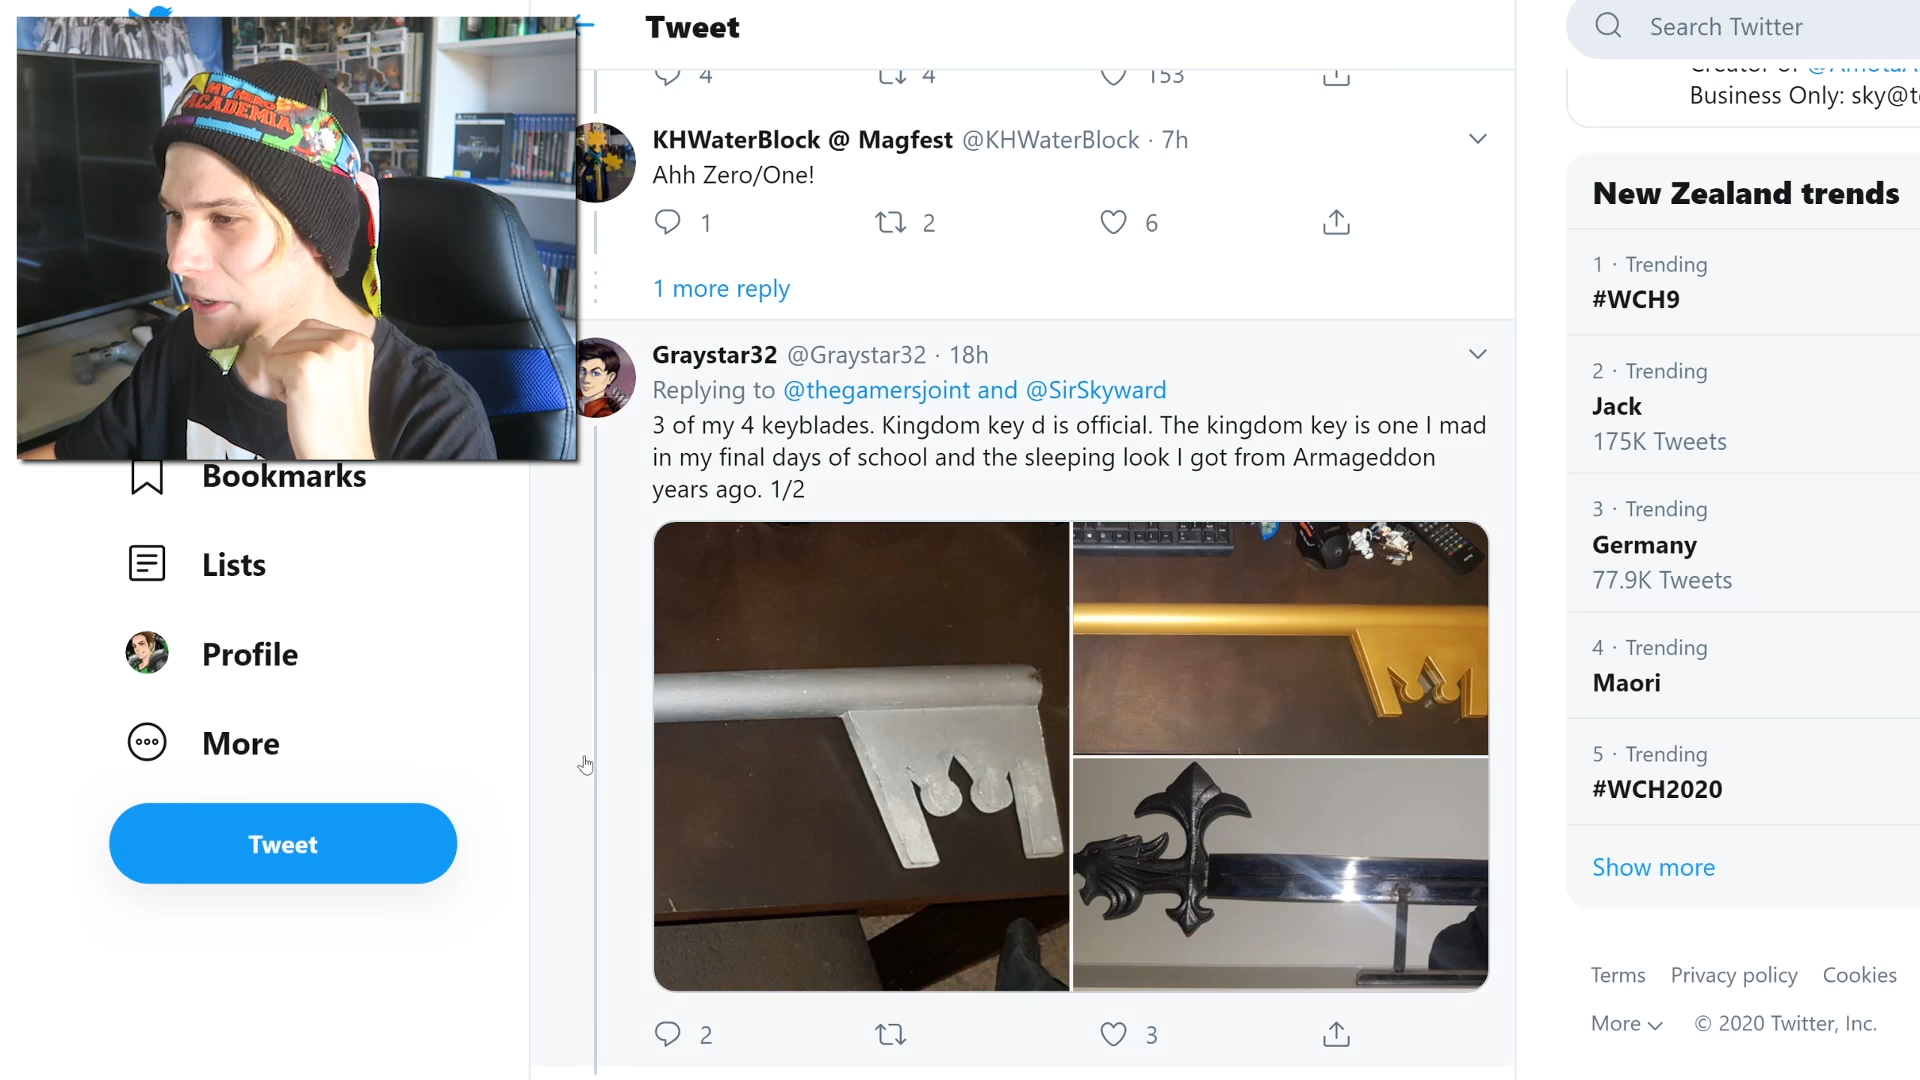 MY HERO
ACADEMIA
Tweet
Search Twitter
4
4
153
Business Only: sky@t
KHWaterBlock @ Magfest @KHWaterBlock · 7h
Ahh Zero/One!
1
2
6
1 more reply
Graystar32 @Graystar32 · 18h
Replying to @thegamersjoint and @SirSkyward
3 of my 4 keyblades. Kingdom key d is official. The kingdom key is one I mad
in my final days of school and the sleeping look I got from Armageddon
years ago. 1/2
2
3
Bookmarks
Lists
Profile
More
Tweet
New Zealand trends
1 · Trending
#WCH9
2 · Trending
Jack
175K Tweets
3 · Trending
Germany
77.9K Tweets
4 · Trending
Maori
5 · Trending
#WCH2020
Show more
Terms Privacy policy Cookies
More © 2020 Twitter, Inc.